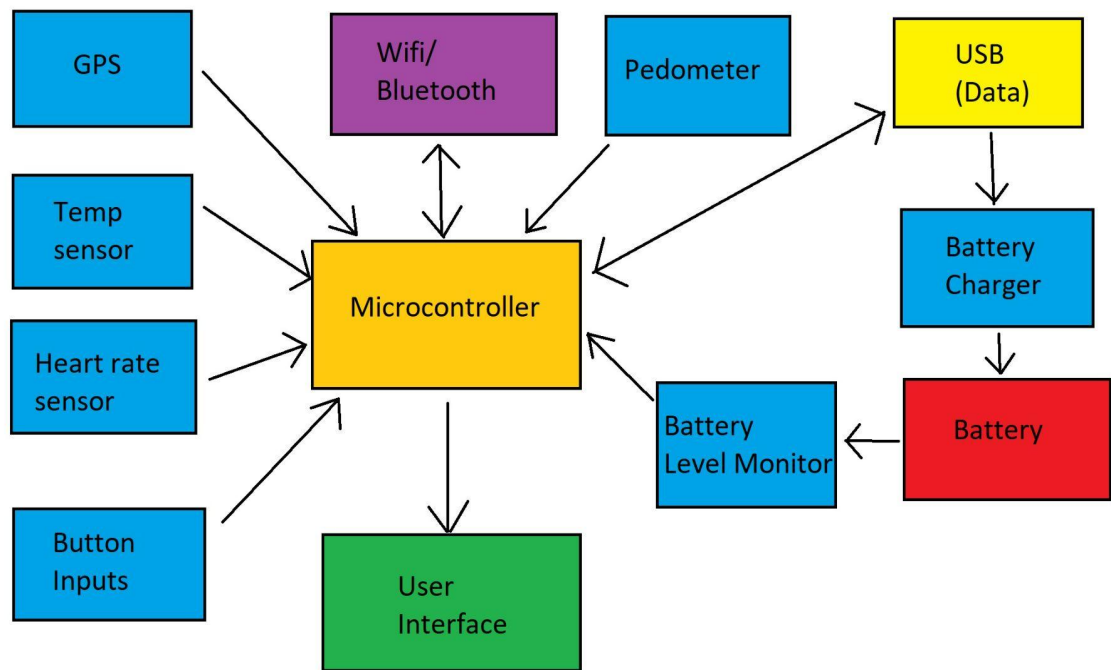 GPS
Wifi/
Bluetooth
Pedometer
USB
(Data)
Temp
sensor
Battery
Charger
Microcontroller
Heart rate
sensor
Battery
Level Monitor
Battery
Button
Inputs
User
Interface